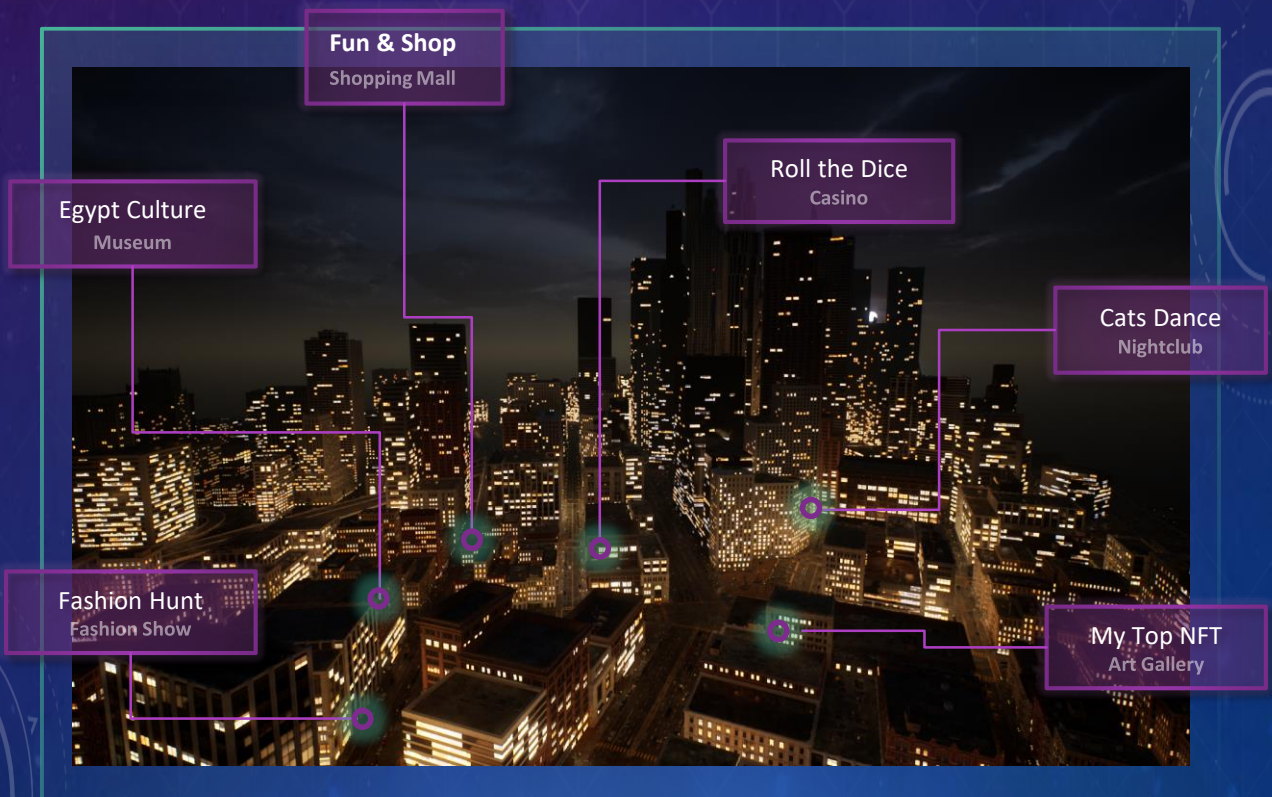 Fun & Shop
Shopping Mall
Roll the Dice
Casino
Egypt Culture
Museum
Cats Dance
Nightclub
Fashion Hunt
Fashion Show
My Top NFT
Art Gallery
7